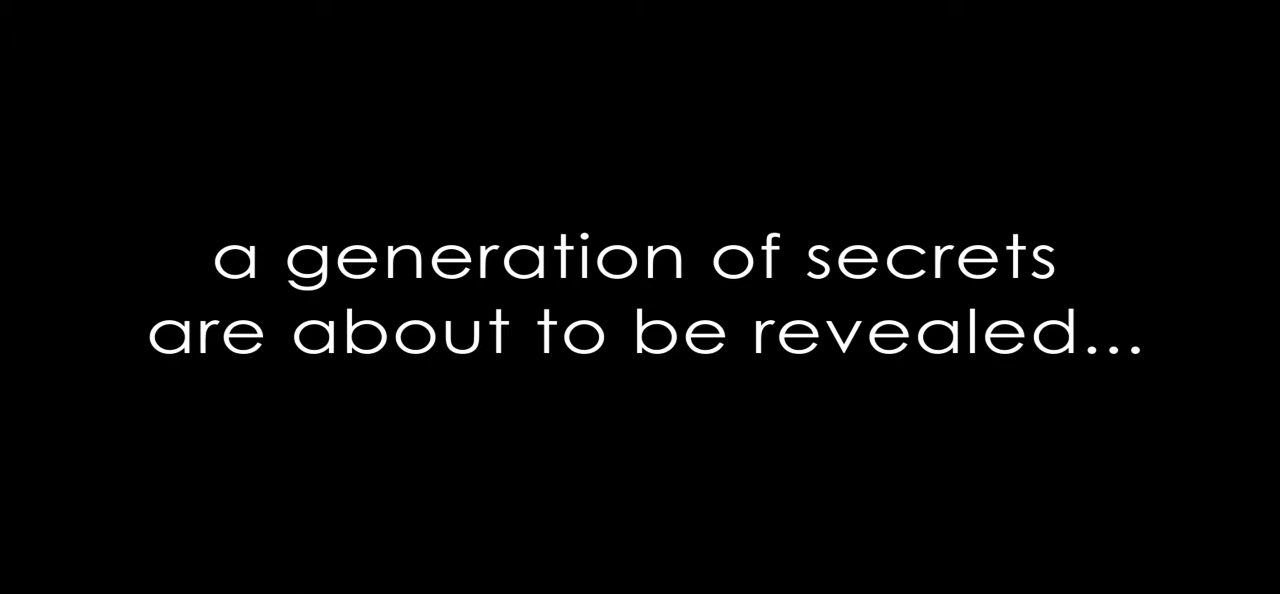 a generation of secrets
are about to be revealed...